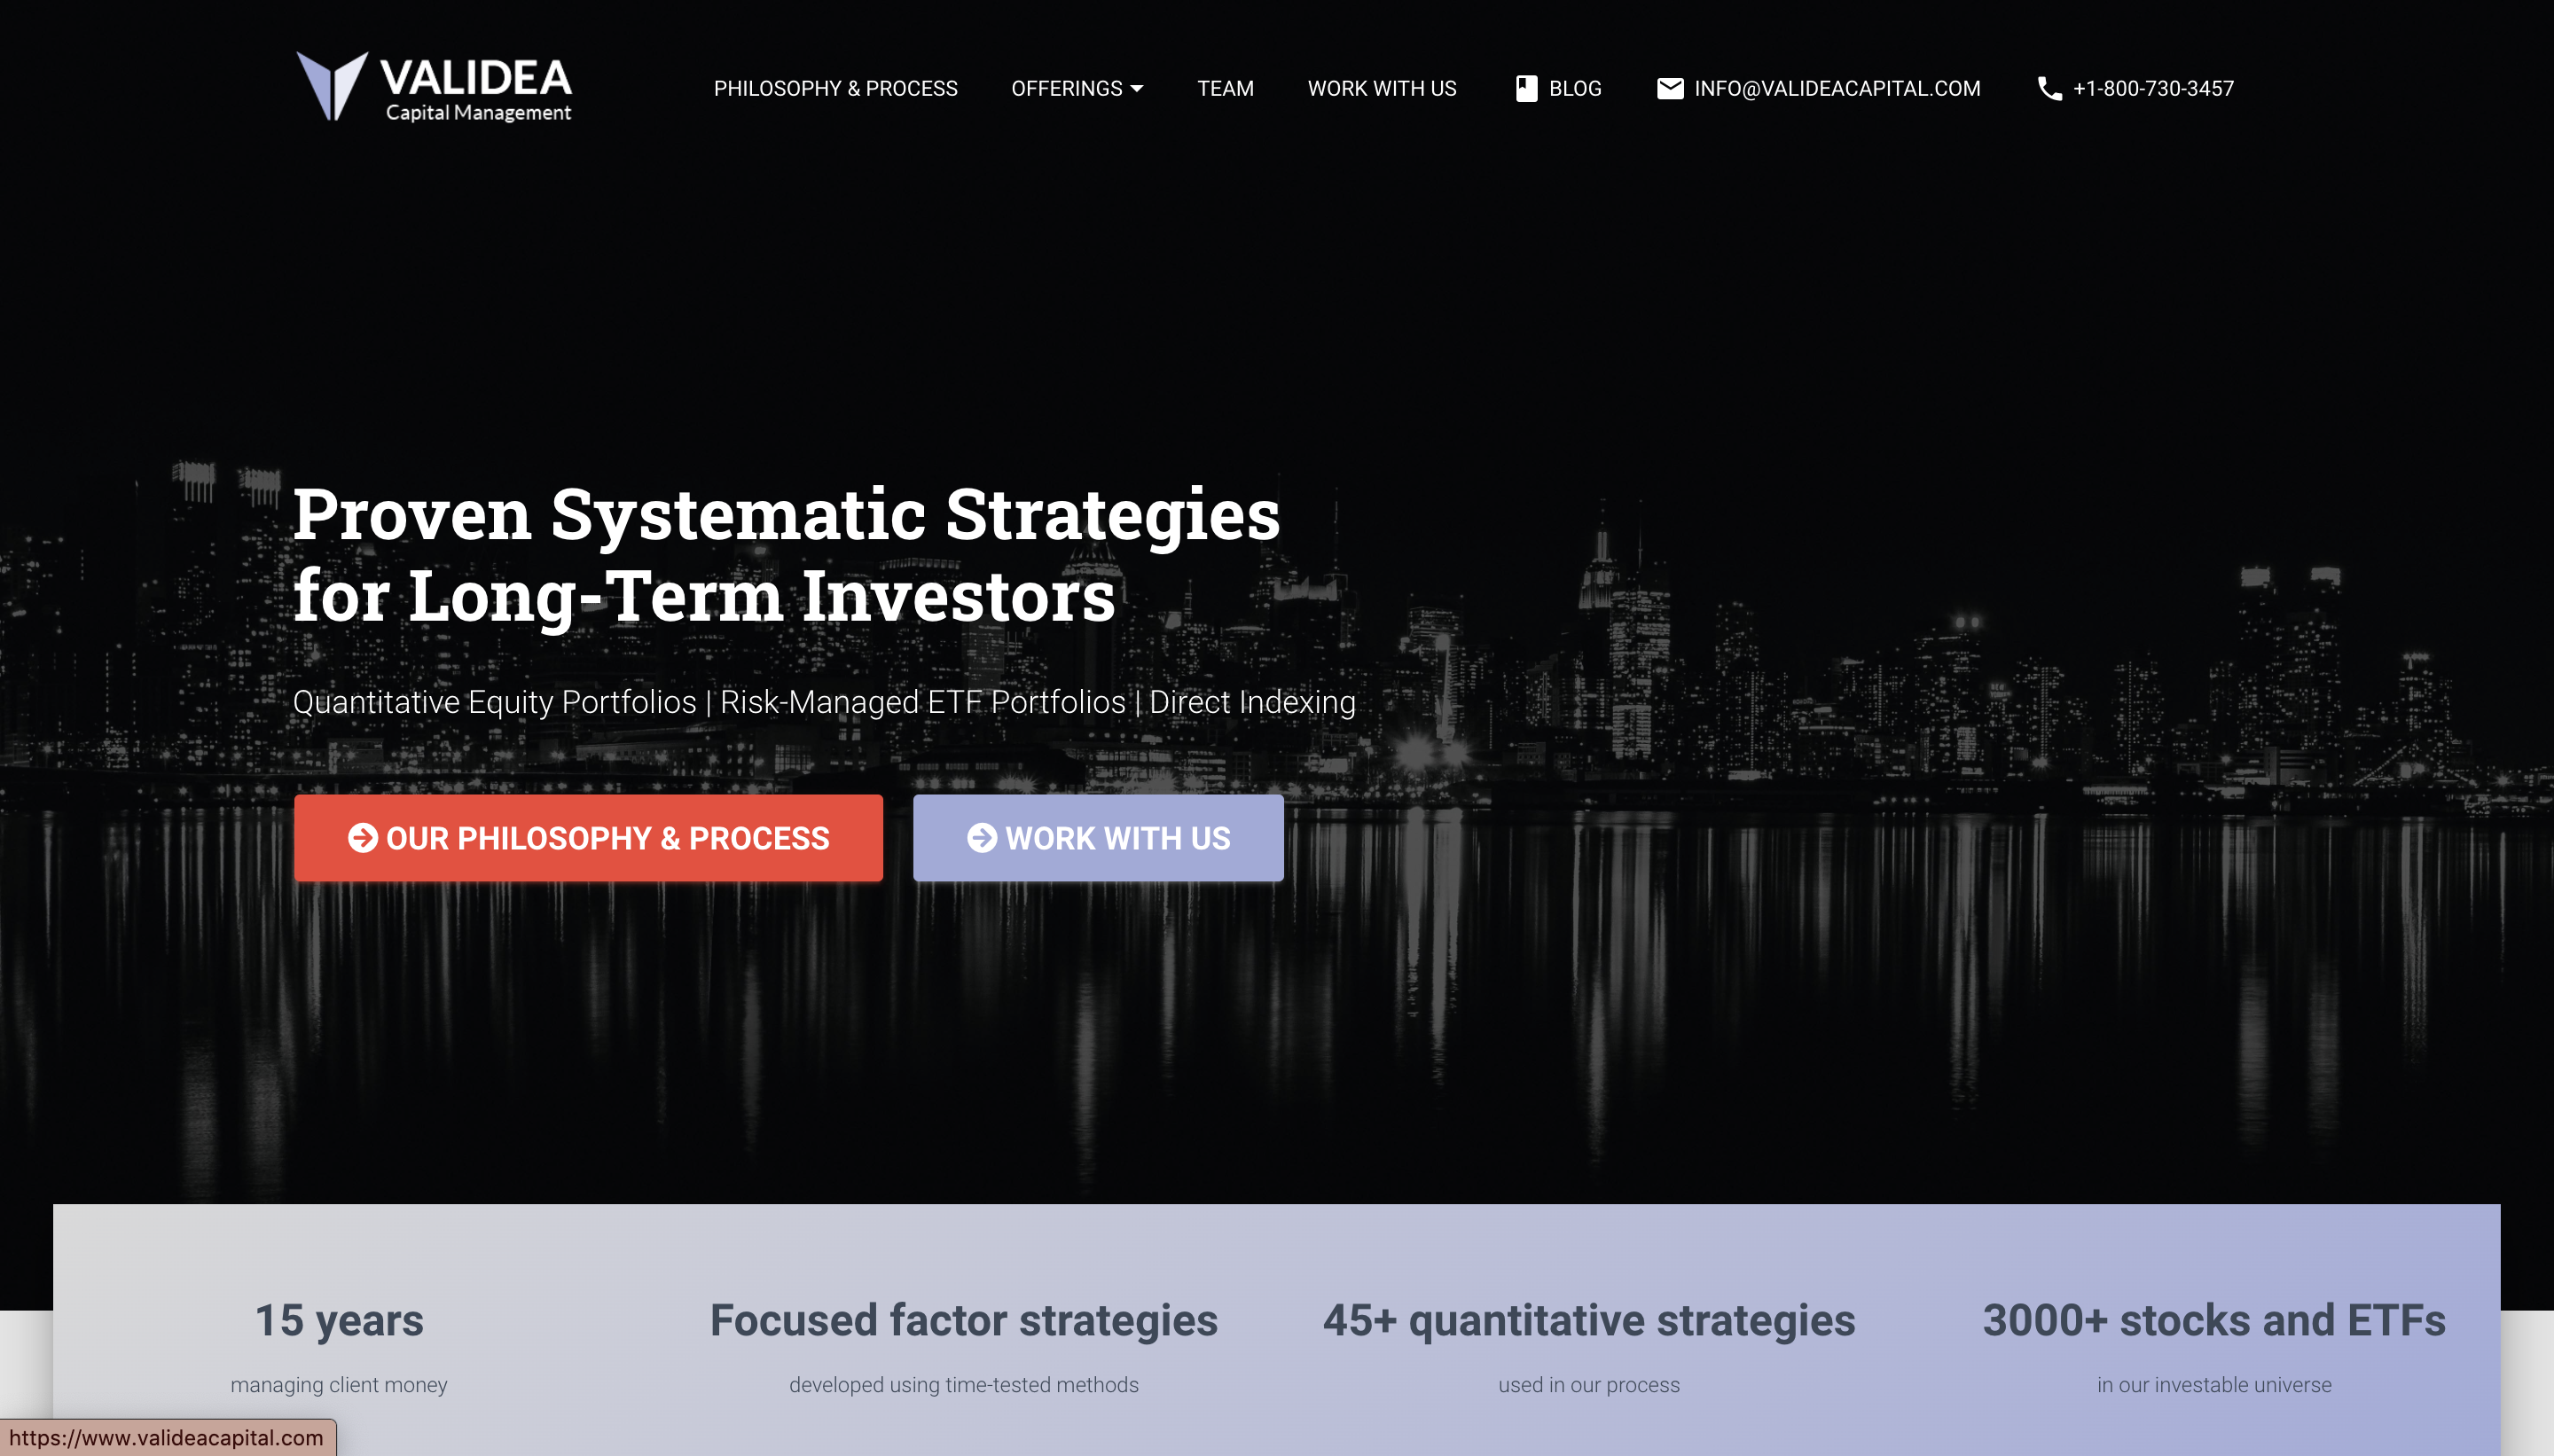 VALIDEA
Capital Management
PHILOSOPHY & PROCESS
OFFERINGS
TEAM
WORK WITH US
BLOG
INFO@VALIDEACAPITAL.COM
+1-800-730-3457
Proven Systematic Strategies
for Long-Term Investors
Quantitative Equity Portfolios | Risk-Managed ETF Portfolios | Direct Indexing
OUR PHILOSOPHY & PROCESS
WORK WITH US
15 years
managing client money
Focused factor strategies
developed using time-tested methods
45+ quantitative strategies
used in our process
3000+ stocks and ETFs
in our investable universe
https://www.valideacapital.com